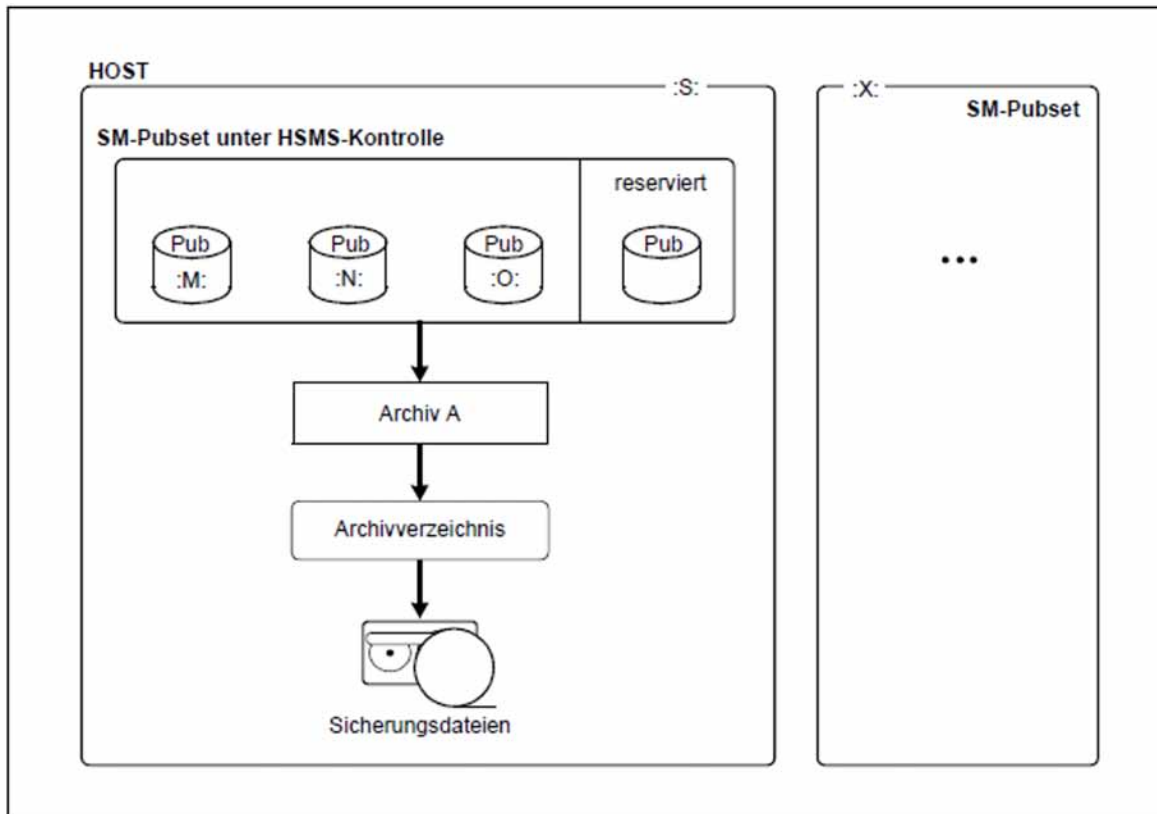 HOST
:S:
:X:
SM-Pubset
SM-Pubset unter HSMS-Kontrolle
reserviert
Pub
:M:
Pub
:N:
Pub
:O:
Pub
...
Archiv A
Archivverzeichnis
Sicherungsdateien